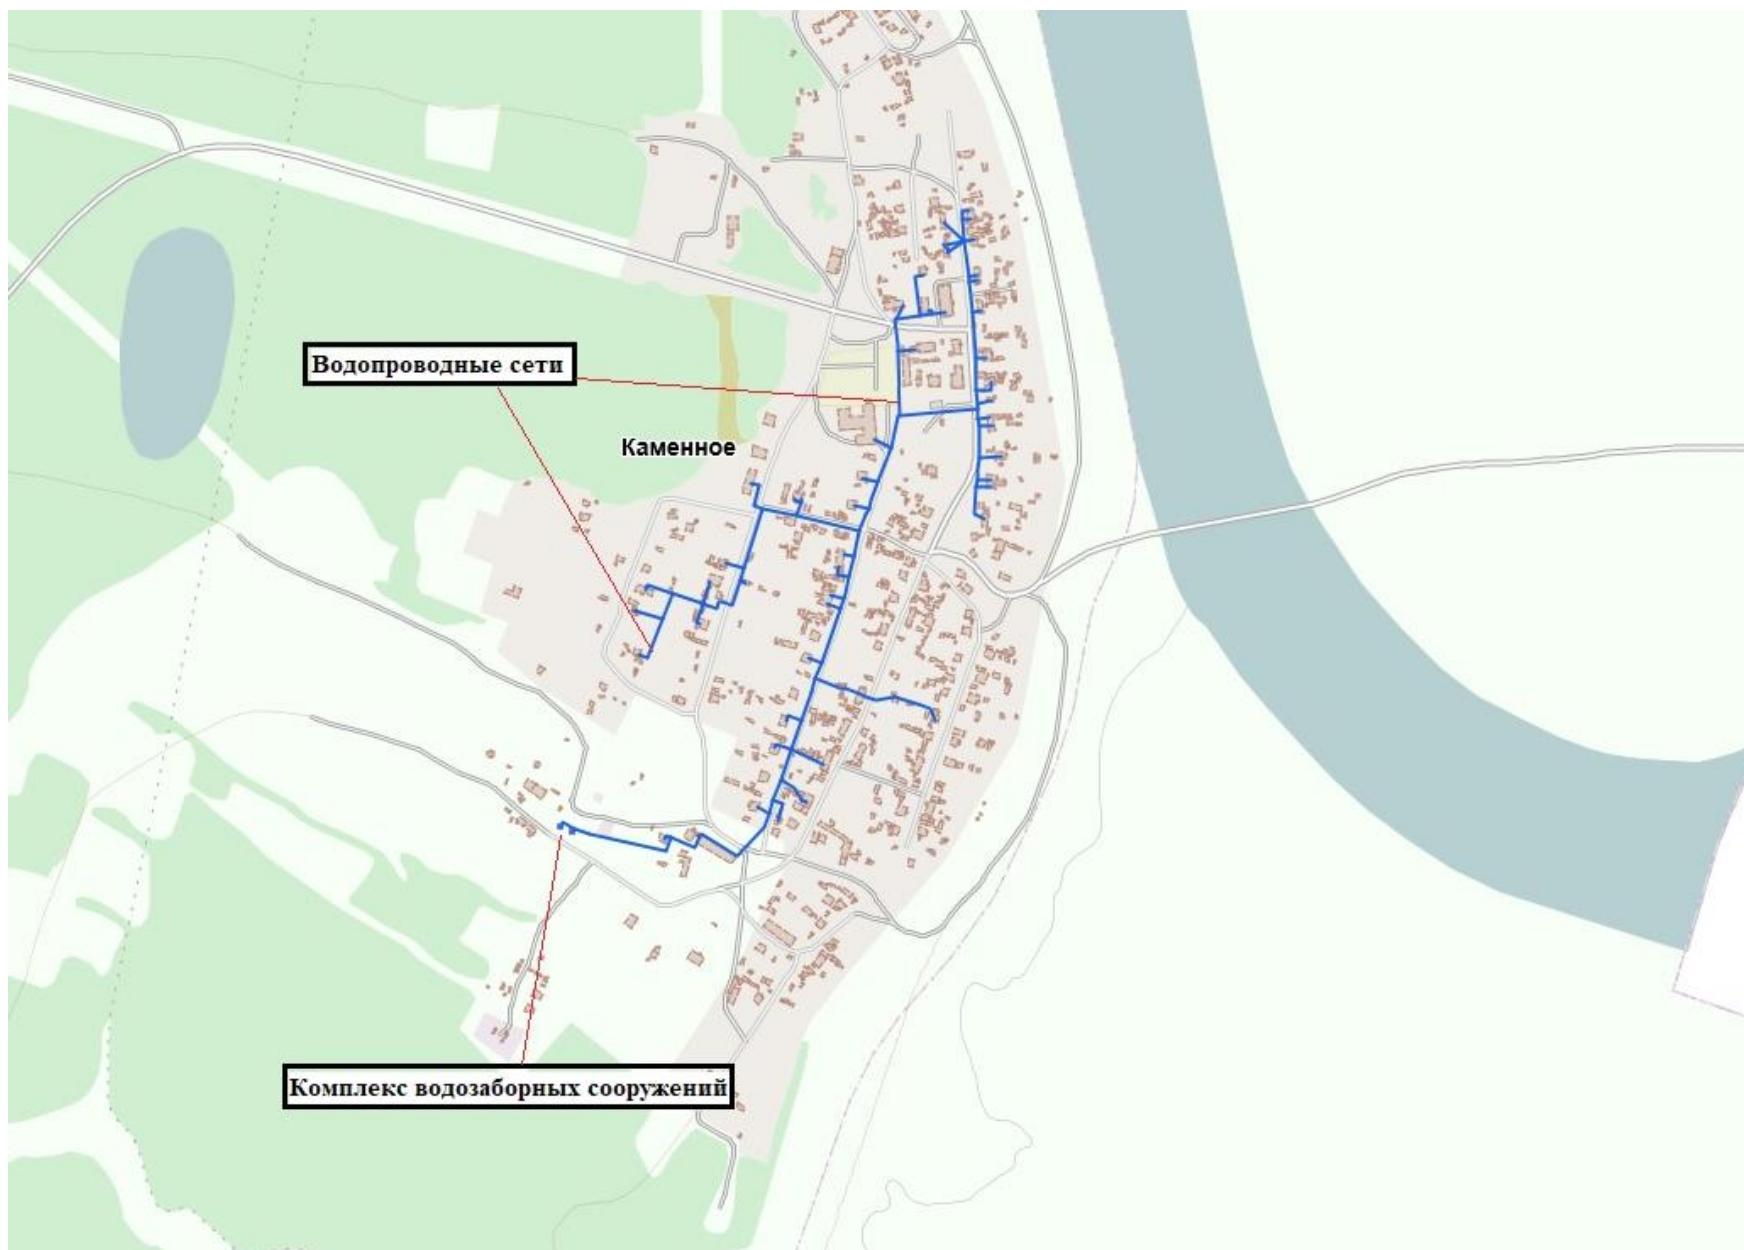 Водопроводные сети
Каменное
Комплекс водозаборных сооружений